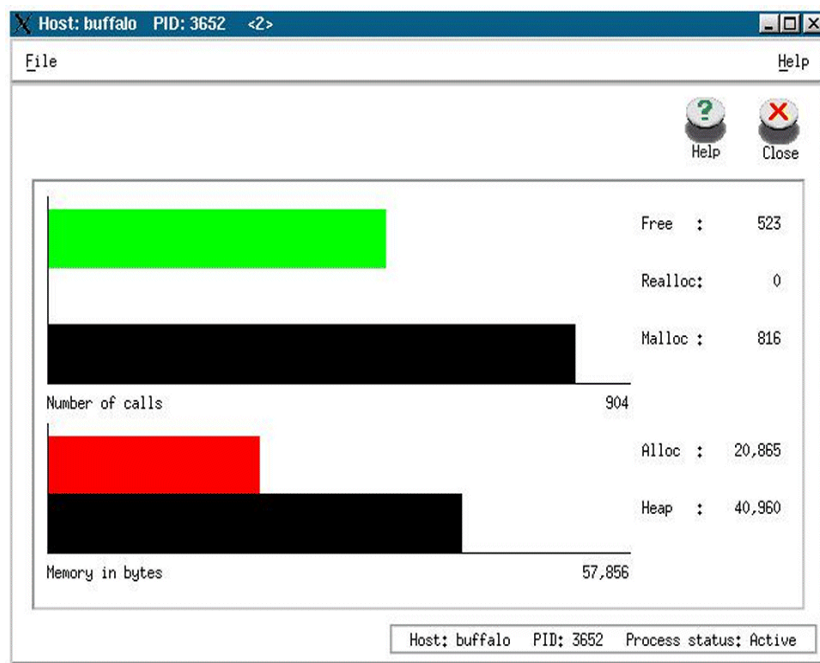 Host: buffalo PID: 3652 <2>
File Help
Help Close
Free : 523
Realloc: 0
Malloc : 816
Number of calls 904
Alloc : 20,865
Heap : 40,960
Memory in bytes 57,856
Host: buffalo PID: 3652 Process status: Active